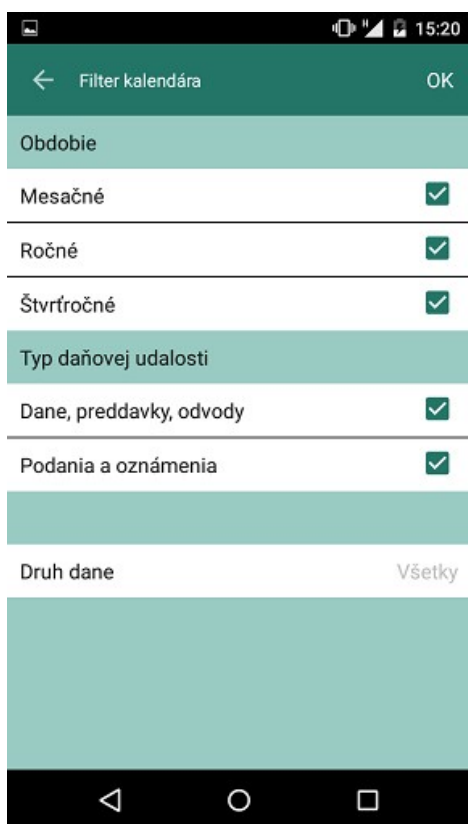 H 15:20
Filter kalendára OK
Obdobie
Mesačné
Ročné
Štvrťročné
Typ daňovej udalosti
Dane, preddavky, odvody
Podania a oznámenia
Druh dane Všetky